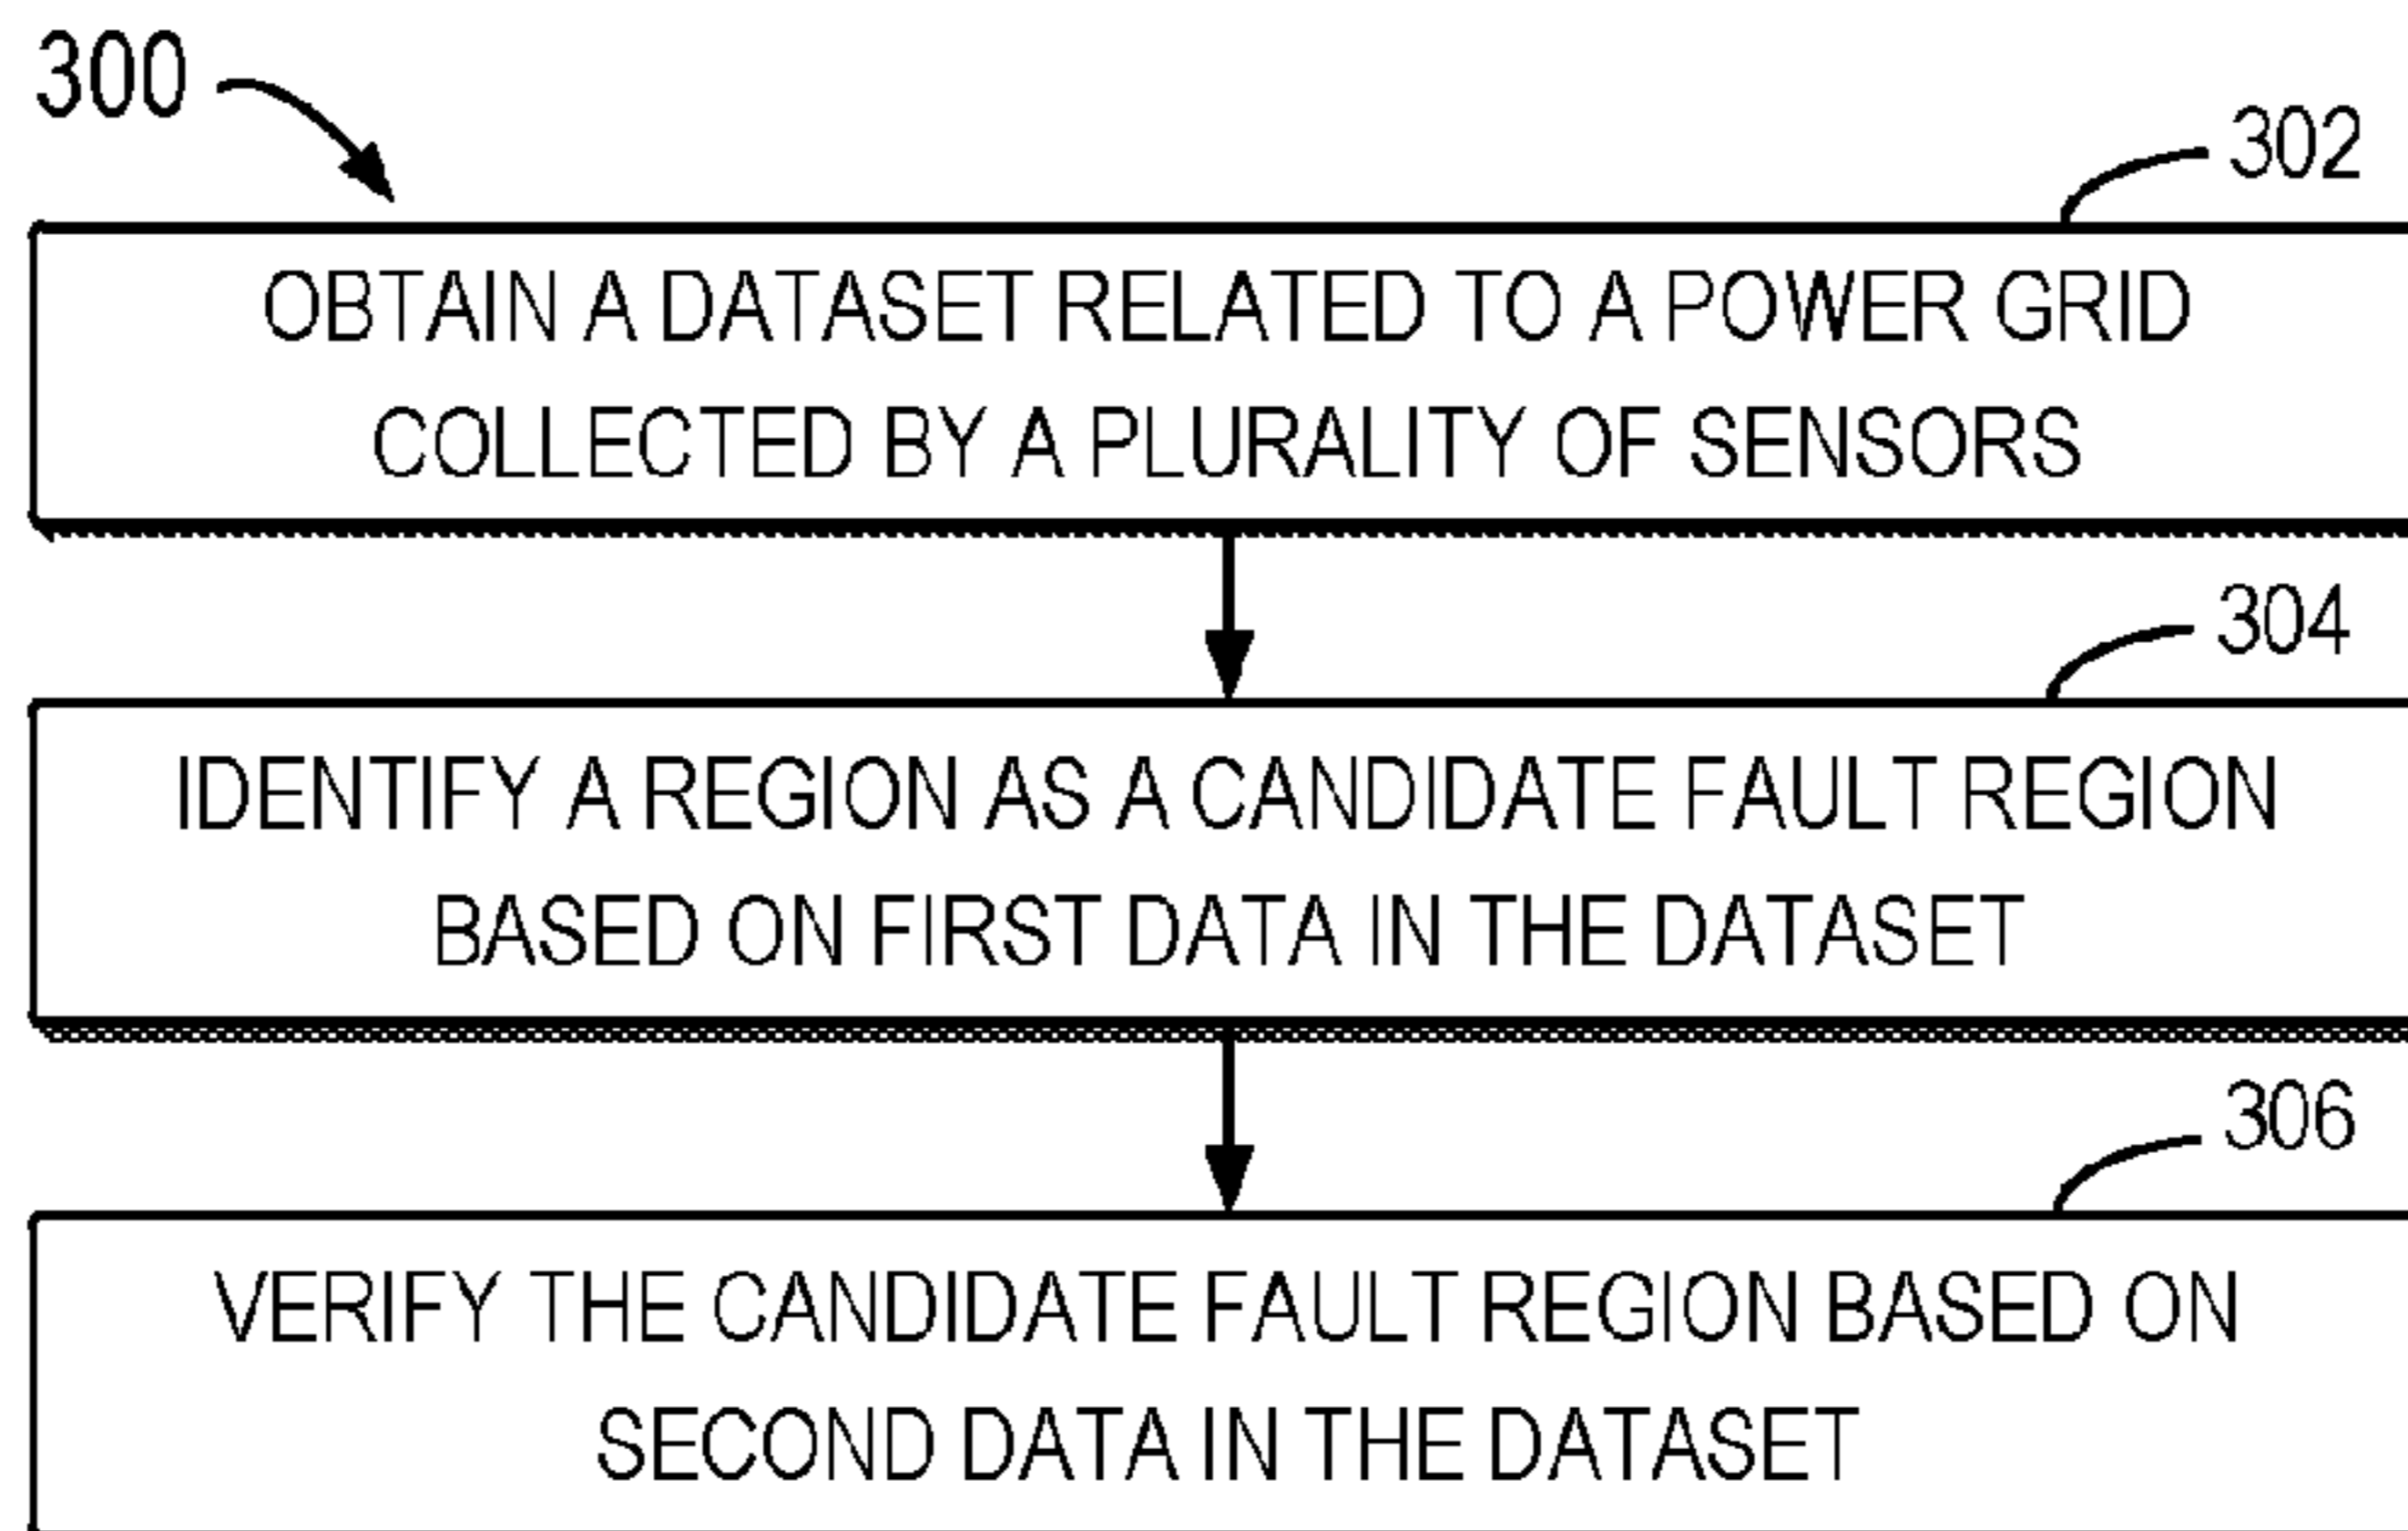 300
302
OBTAIN A DATASET RELATED TO A POWER GRID
COLLECTED BY A PLURALITY OF SENSORS
304
IDENTIFY A REGION AS A CANDIDATE FAULT REGION
BASED ON FIRST DATA IN THE DATASET
306
VERIFY THE CANDIDATE FAULT REGION BASED ON
SECOND DATA IN THE DATASET